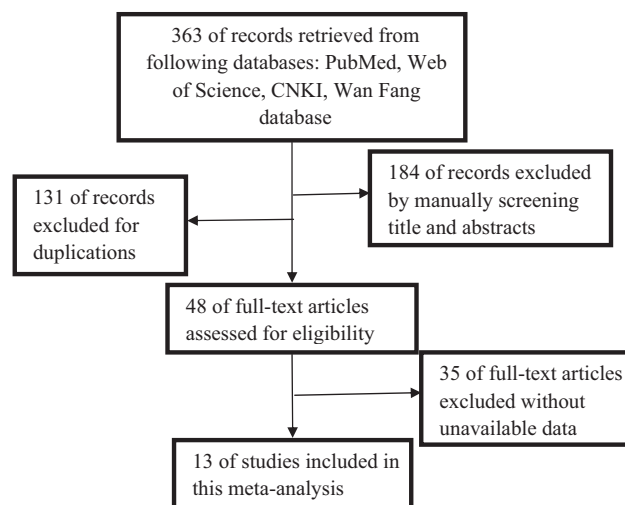 363 of records retrieved from
following databases: PubMed, Web
of Science, CNKI, Wan Fang
database
184 of records excluded
by manually screening
title and abstracts
131 of records
excluded for
duplications
48 of full-text articles
assessed for eligibility
35 of full-text articles
excluded without
unavailable data
13 of studies included in
this meta-analysis